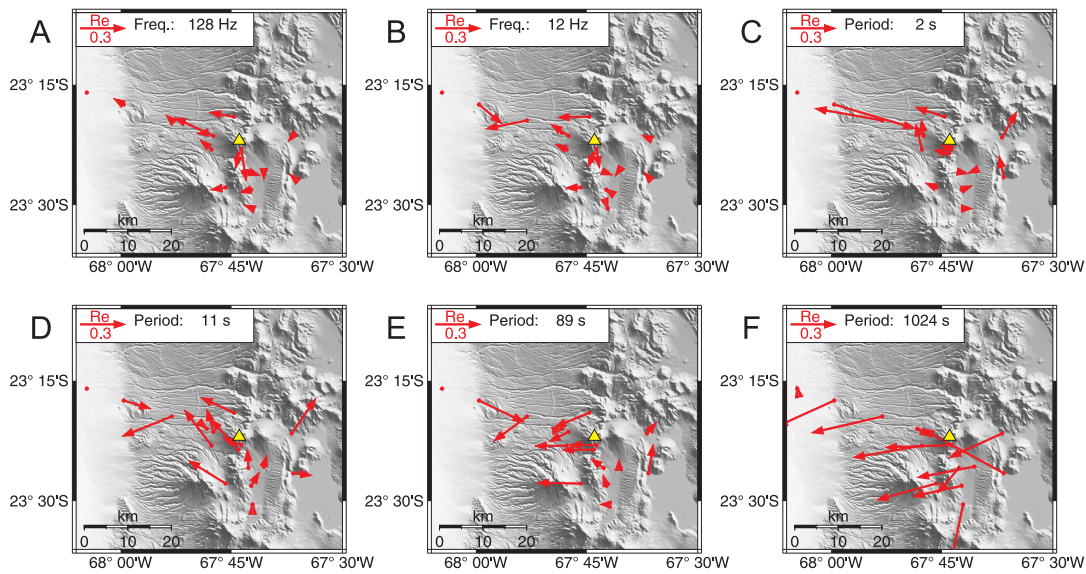 A
Re
0.3
Freq.: 128 Hz
B
Re
0.3
Freq.: 12 Hz
C
Re
0.3
Period: 2 s
23° 15'S
23° 30'S
km
0 10 20
68° 00'W 67° 45'W 67° 30'W
23° 15'S
23° 30'S
km
0 10 20
68° 00'W 67° 45'W 67° 30'W
23° 15'S
23° 30'S
km
0 10 20
68° 00'W 67° 45'W 67° 30'W
D
Re
0.3
Period: 11 s
E
Re
0.3
Period: 89 s
F
Re
0.3
Period: 1024 s
23° 15'S
23° 30'S
km
0 10 20
68° 00'W 67° 45'W 67° 30'W
23° 15'S
23° 30'S
km
0 10 20
68° 00'W 67° 45'W 67° 30'W
23° 15'S
23° 30'S
km
0 10 20
68° 00'W 67° 45'W 67° 30'W